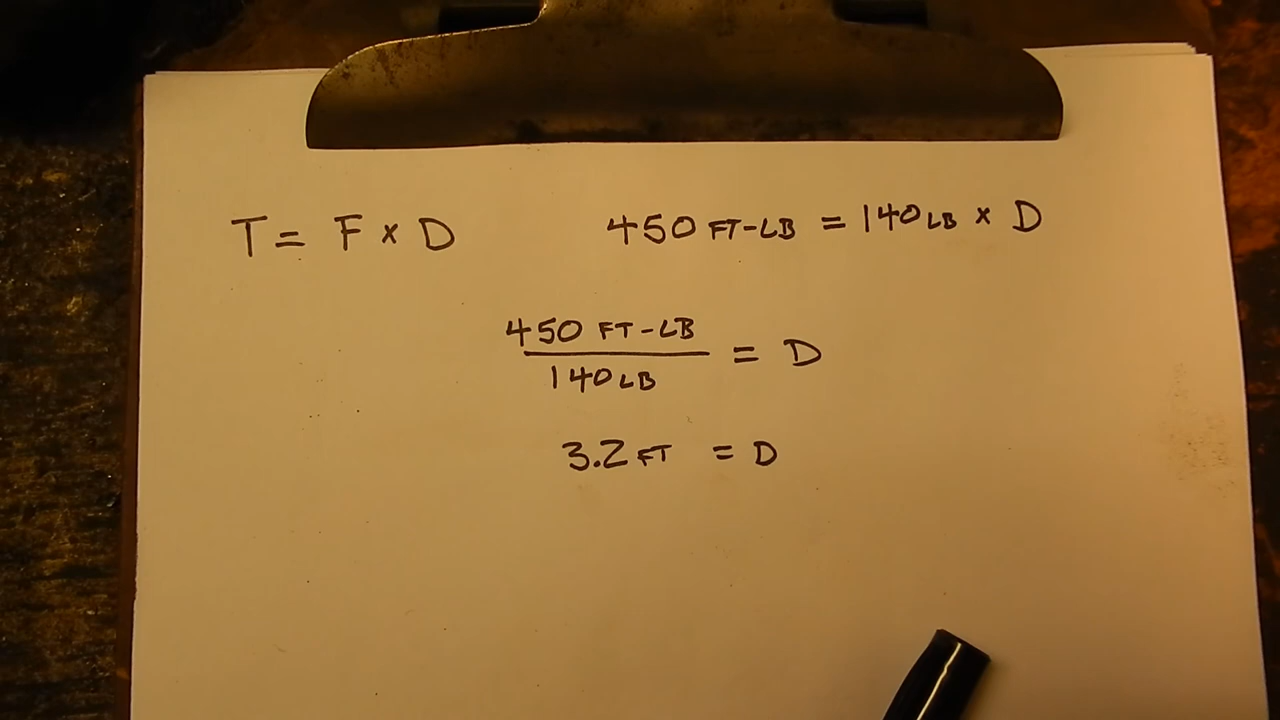 T = F × D 450 FT-LB = 140 LB × D
450 FT-LB
140 LB
= D
3.2 FT = D